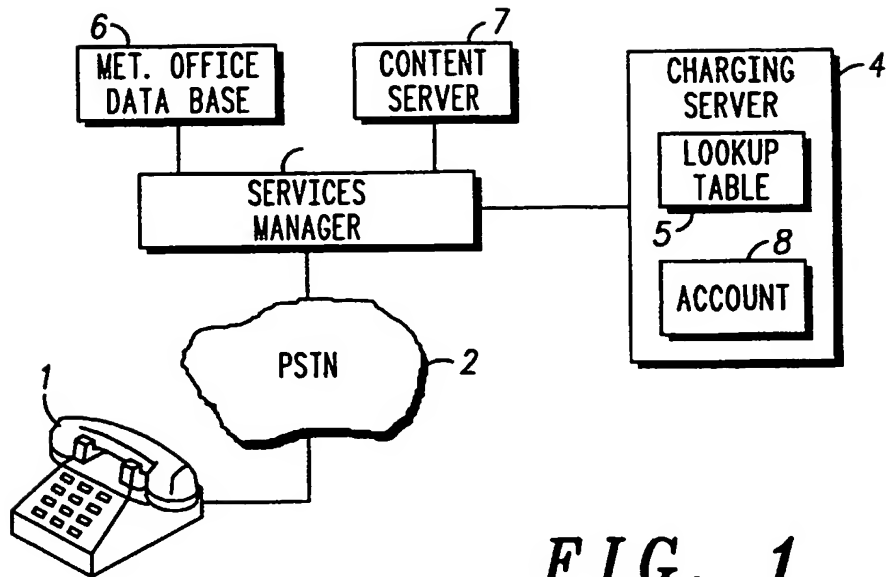 6
MET. OFFICE
DATA BASE
7
CONTENT
SERVER
CHARGING
SERVER
4
LOOKUP
TABLE
5
8
ACCOUNT
SERVICES
MANAGER
PSTN
2
1
FIG. 1